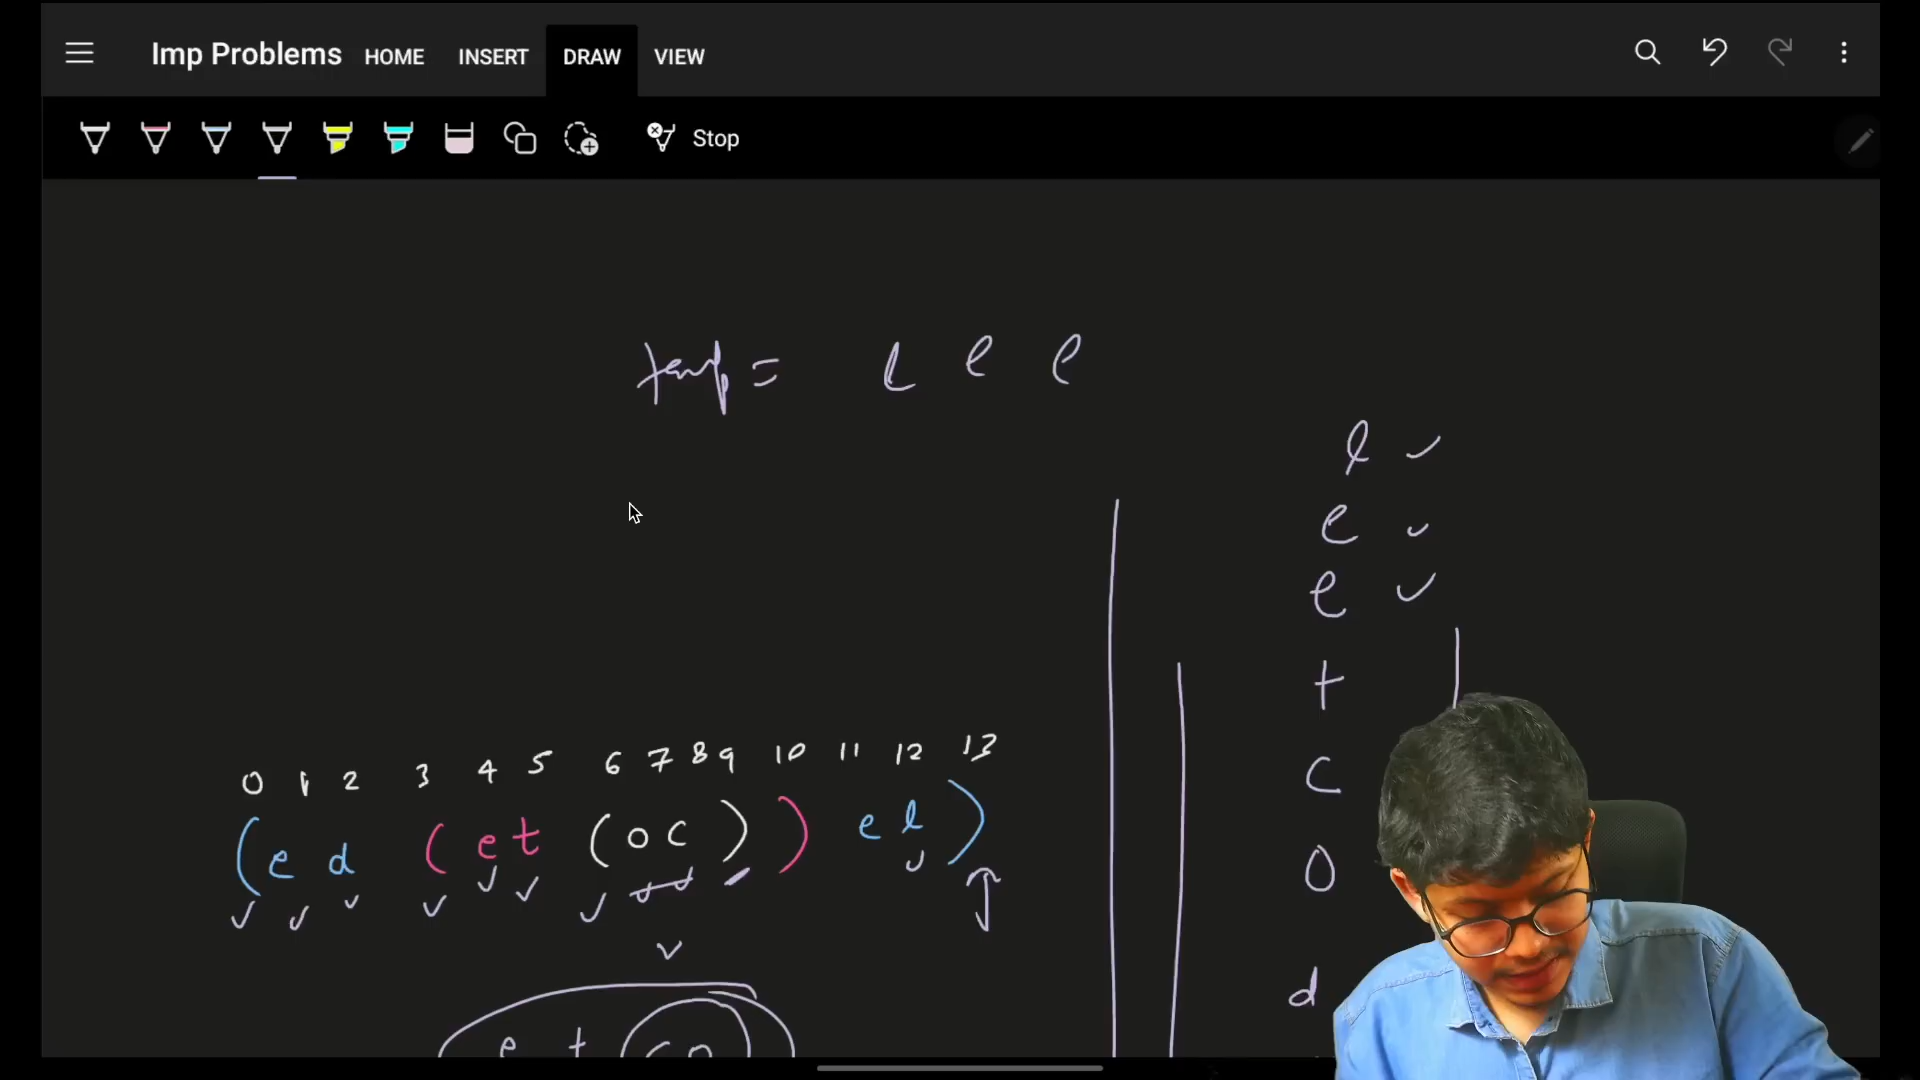 Imp Problems HOME INSERT DRAW VIEW
Stop
temp = l e e
l
e
e
t
c
o
d
0 1 2 3 4 5 6 7 8 9 10 11 12 13
( e d ( e t ( o c ) ) e l )
e t c o